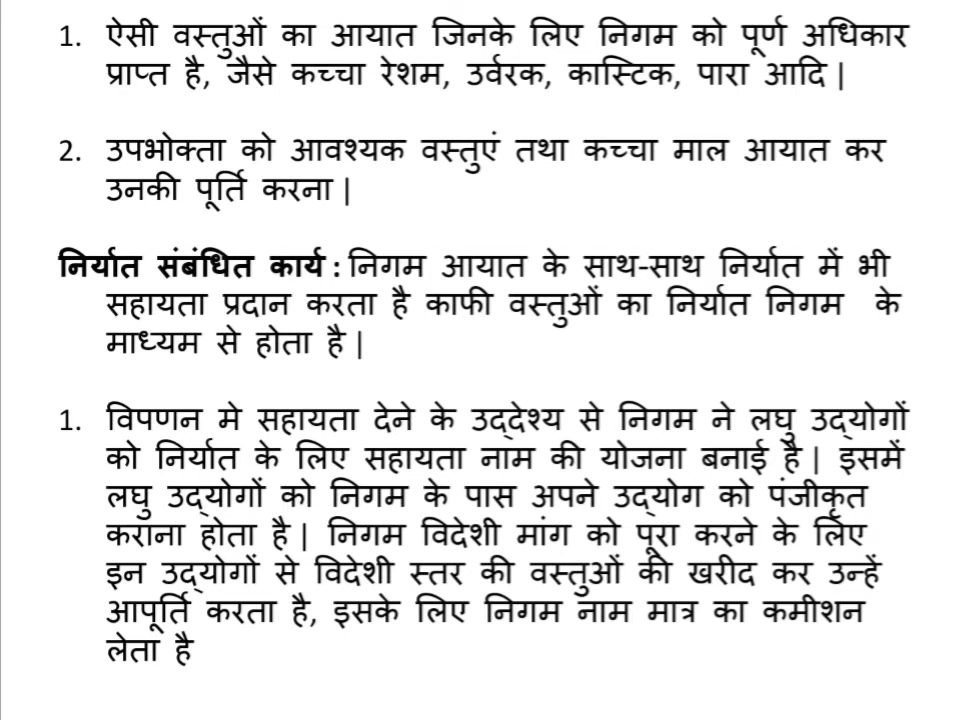 1. ऐसी वस्तुओं का आयात जिनके लिए निगम को पूर्ण अधिकार
प्राप्त है, जैसे कच्चा रेशम, उर्वरक, कास्टिक, पारा आदि |
2. उपभोक्ता को आवश्यक वस्तुएं तथा कच्चा माल आयात कर
उनकी पूर्ति करना |
निर्यात संबंधित कार्य : निगम आयात के साथ-साथ निर्यात में भी
सहायता प्रदान करता है काफी वस्तुओं का निर्यात निगम के
माध्यम से होता है |
1. विपणन मे सहायता देने के उद्देश्य से निगम ने लघु उद्योगों
को निर्यात के लिए सहायता नाम की योजना बनाई है | इसमें
लघु उद्योगों को निगम के पास अपने उद्योग को पंजीकृत
कराना होता है | निगम विदेशी मांग को पूरा करने के लिए
इन उद्योगों से विदेशी स्तर की वस्तुओं की खरीद कर उन्हें
आपूर्ति करता है, इसके लिए निगम नाम मात्र का कमीशन
लेता है